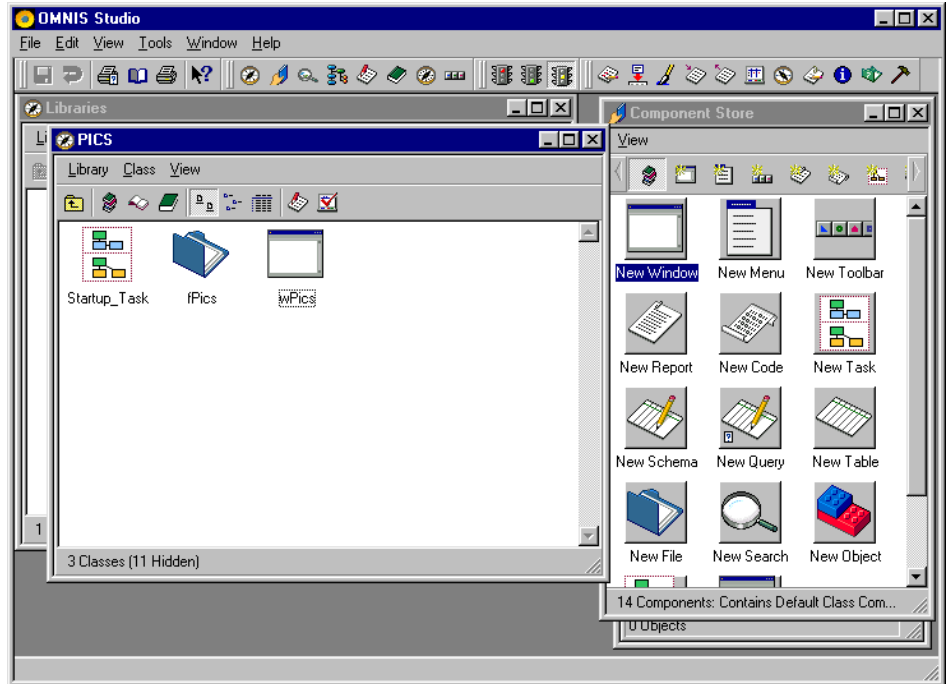 OMNIS Studio
File Edit View Tools Window Help
Libraries
PICS
Library Class View
Startup_Task fPics wPics
3 Classes (11 Hidden)
1
Component Store
View
New Window New Menu New Toolbar
New Report New Code New Task
New Schema New Query New Table
New File New Search New Object
14 Components: Contains Default Class Com...
0 Objects